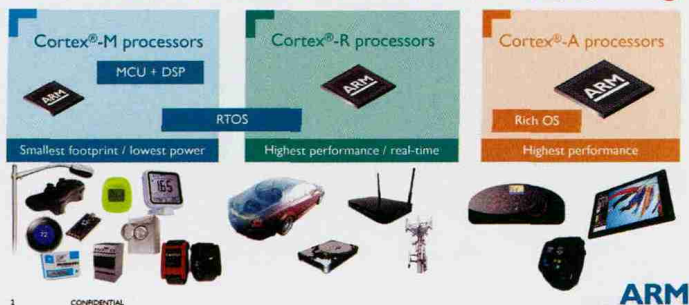 Cortex®-M processors
MCU + DSP
ARM
Smallest footprint / lowest power
RTOS
Cortex®-R processors
ARM
Highest performance / real-time
Cortex®-A processors
ARM
Rich OS
Highest performance
165
72
1 CONFIDENTIAL
ARM